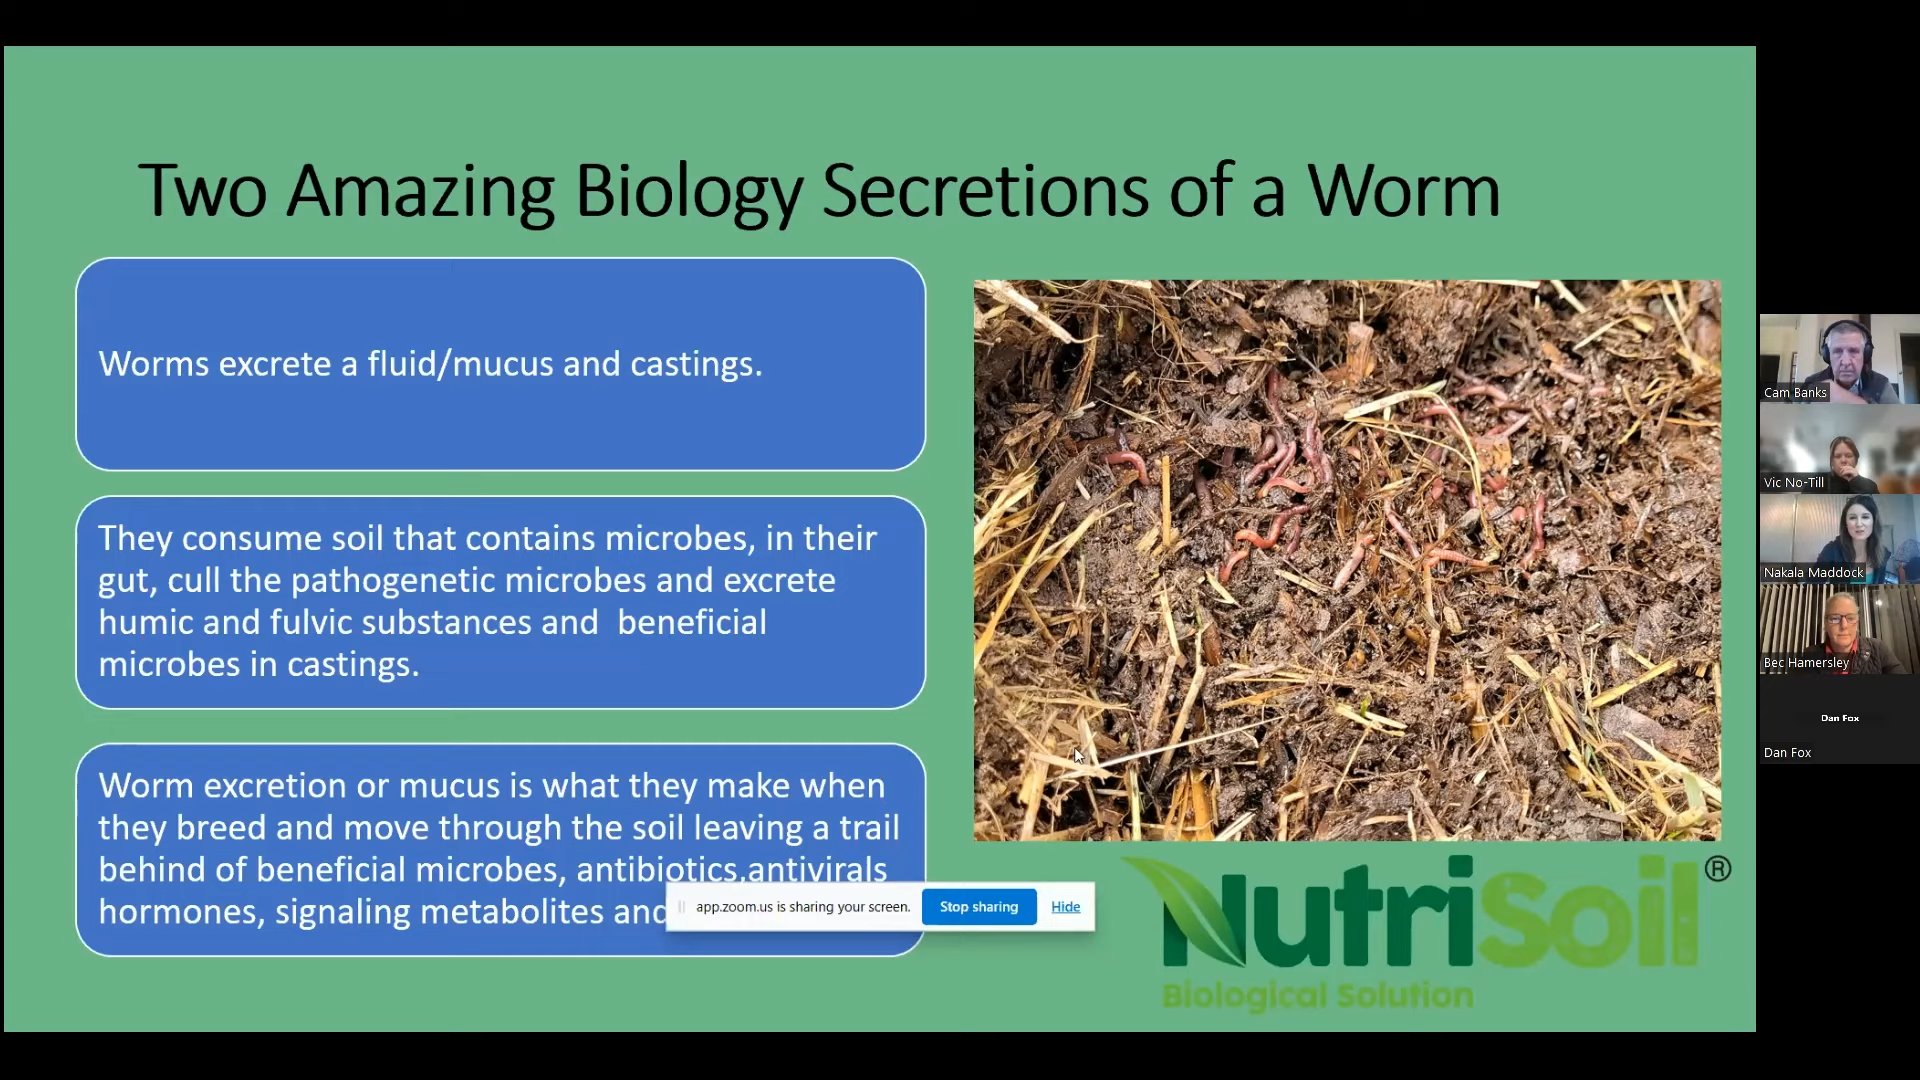 Two Amazing Biology Secretions of a Worm
Worms excrete a fluid/mucus and castings.
They consume soil that contains microbes, in their
gut, cull the pathogenetic microbes and excrete
humic and fulvic substances and beneficial
microbes in castings.
Worm excretion or mucus is what they make when
they breed and move through the soil leaving a trail
behind of beneficial microbes, antibiotics,antivirals
hormones, signaling metabolites and
app.zoom.us is sharing your screen.
Stop sharing
Hide
NutriSoil®
Biological Solution
Cam Banks
Vic No-Till
Nakala Maddock
Bec Hamersley
Dan Fox
Dan Fox